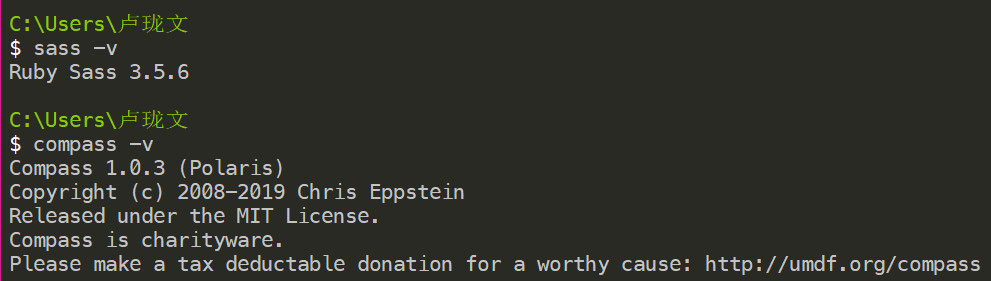 C:\Users\卢珑文
$ sass -v
Ruby Sass 3.5.6
C:\Users\卢珑文
$ compass -v
Compass 1.0.3 (Polaris)
Copyright (c) 2008-2019 Chris Eppstein
Released under the MIT License.
Compass is charityware.
Please make a tax deductable donation for a worthy cause: http://umdf.org/compass